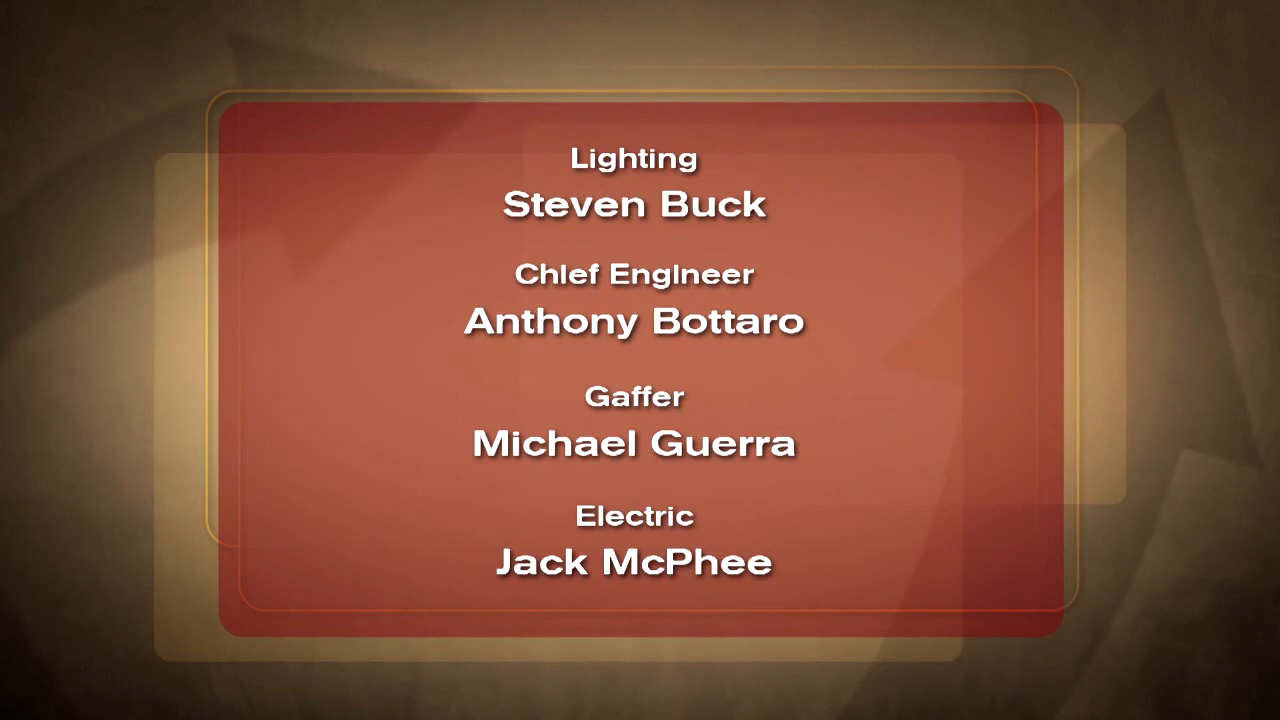 Lighting
Steven Buck
Chief Engineer
Anthony Bottaro
Gaffer
Michael Guerra
Electric
Jack McPhee